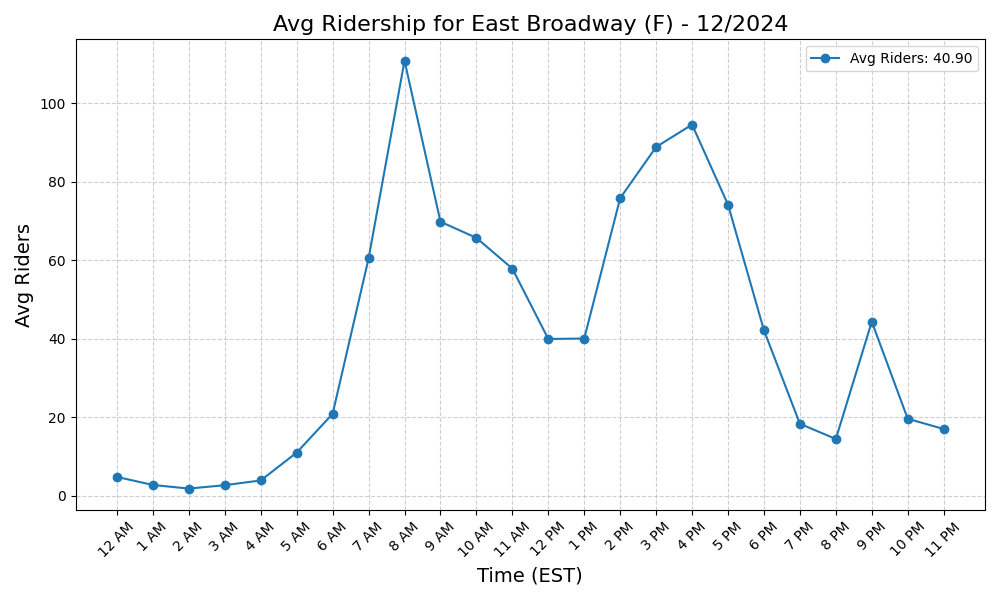 Avg Ridership for East Broadway (F) - 12/2024
Avg Riders: 40.90
Avg Riders
100
80
60
40
20
0
12 AM
1 AM
2 AM
3 AM
4 AM
5 AM
6 AM
7 AM
8 AM
9 AM
10 AM
11 AM
12 PM
1 PM
2 PM
3 PM
4 PM
5 PM
6 PM
7 PM
8 PM
9 PM
10 PM
11 PM
Time (EST)